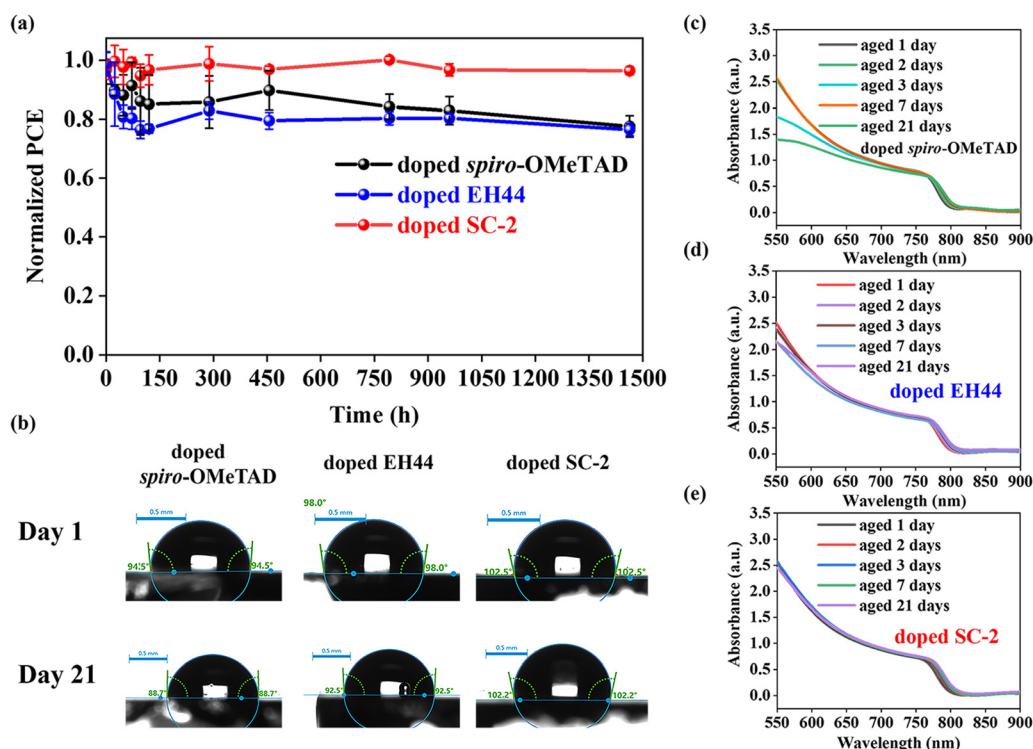 (a)
Normalized PCE
1.0
0.8
0.6
0.4
0.2
0.0
doped spiro-OMeTAD
doped EH44
doped SC-2
0 150 300 450 600 750 900 1050 1200 1350 1500
Time (h)
(b)
doped
spiro-OMeTAD
doped EH44
doped SC-2
Day 1
0.5 mm
94.5°
94.5°
98.0°
0.5 mm
98.0°
0.5 mm
102.5°
102.5°
Day 21
0.5 mm
88.7°
88.7°
0.5 mm
92.5°
92.5°
0.5 mm
102.2°
102.2°
(c)
Absorbance (a.u.)
3.5
3.0
2.5
2.0
1.5
1.0
0.5
0.0
aged 1 day
aged 2 days
aged 3 days
aged 7 days
aged 21 days
doped spiro-OMeTAD
550 600 650 700 750 800 850 900
Wavelength (nm)
(d)
Absorbance (a.u.)
3.5
3.0
2.5
2.0
1.5
1.0
0.5
0.0
aged 1 day
aged 2 days
aged 3 days
aged 7 days
aged 21 days
doped EH44
550 600 650 700 750 800 850 900
Wavelength (nm)
(e)
Absorbance (a.u.)
3.5
3.0
2.5
2.0
1.5
1.0
0.5
0.0
aged 1 day
aged 2 days
aged 3 days
aged 7 days
aged 21 days
doped SC-2
550 600 650 700 750 800 850 900
Wavelength (nm)